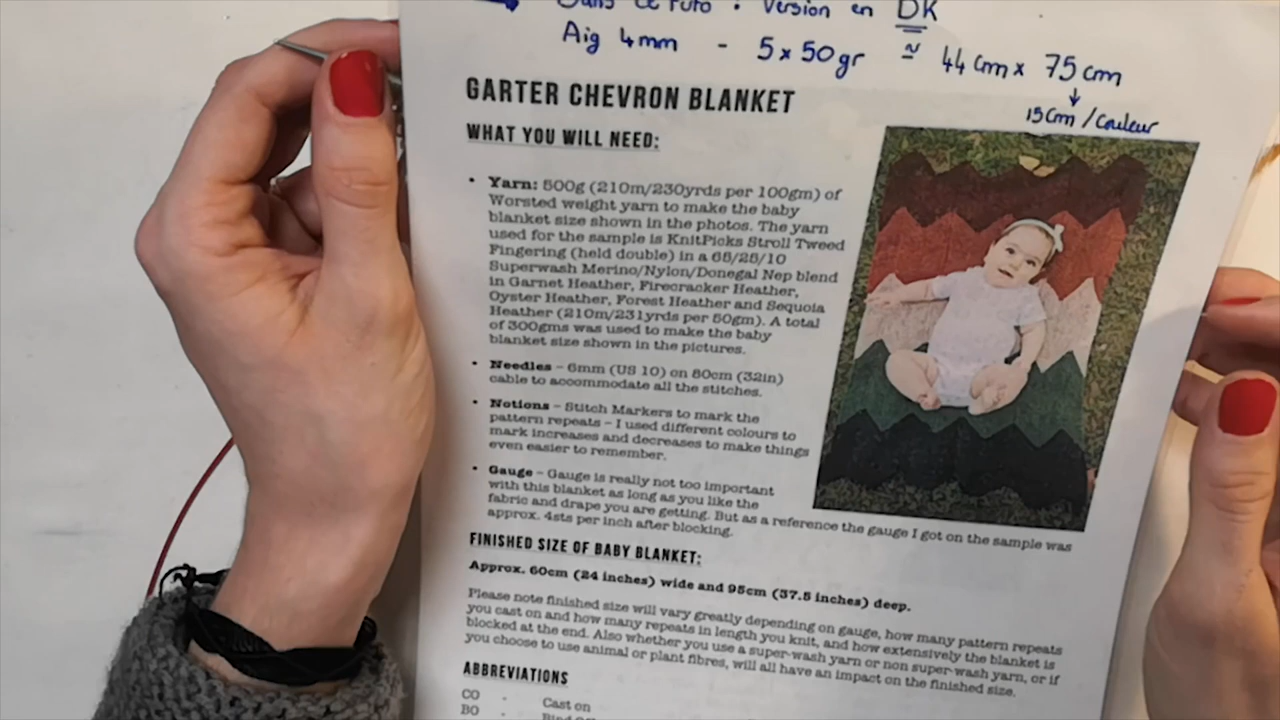 Dans ce tuto : Version en DK
Aig 4mm - 5x50gr ≈ 44cm x 75cm
15cm/couleur
GARTER CHEVRON BLANKET
WHAT YOU WILL NEED:
• Yarn: 500g (210m/230yrds per 100gm) of
Worsted weight yarn to make the baby
blanket size shown in the photos. The yarn
used for the sample is KnitPicks Stroll Tweed
Fingering (held double) in a 65/25/10
Superwash Merino/Nylon/Donegal Nep blend
in Garnet Heather, Firecracker Heather,
Oyster Heather, Forest Heather and Sequoia
Heather (210m/231yrds per 50gm). A total
of 300gms was used to make the baby
blanket size shown in the pictures.
• Needles – 6mm (US 10) on 80cm (32in)
cable to accommodate all the stitches.
• Notions – Stitch Markers to mark the
pattern repeats – I used different colours to
mark increases and decreases to make things
even easier to remember.
• Gauge – Gauge is really not too important
with this blanket as long as you like the
fabric and drape you are getting. But as a reference the gauge I got on the sample was
approx. 4sts per inch after blocking.
FINISHED SIZE OF BABY BLANKET:
Approx. 60cm (24 inches) wide and 95cm (37.5 inches) deep.
Please note finished size will vary greatly depending on gauge, how many pattern repeats
you cast on and how many repeats in length you knit, and how extensively the blanket is
blocked at the end. Also whether you use a super-wash yarn or non super-wash yarn, or if
you choose to use animal or plant fibres, will all have an impact on the finished size.
ABBREVIATIONS
CO - Cast on
BO - Bind Off